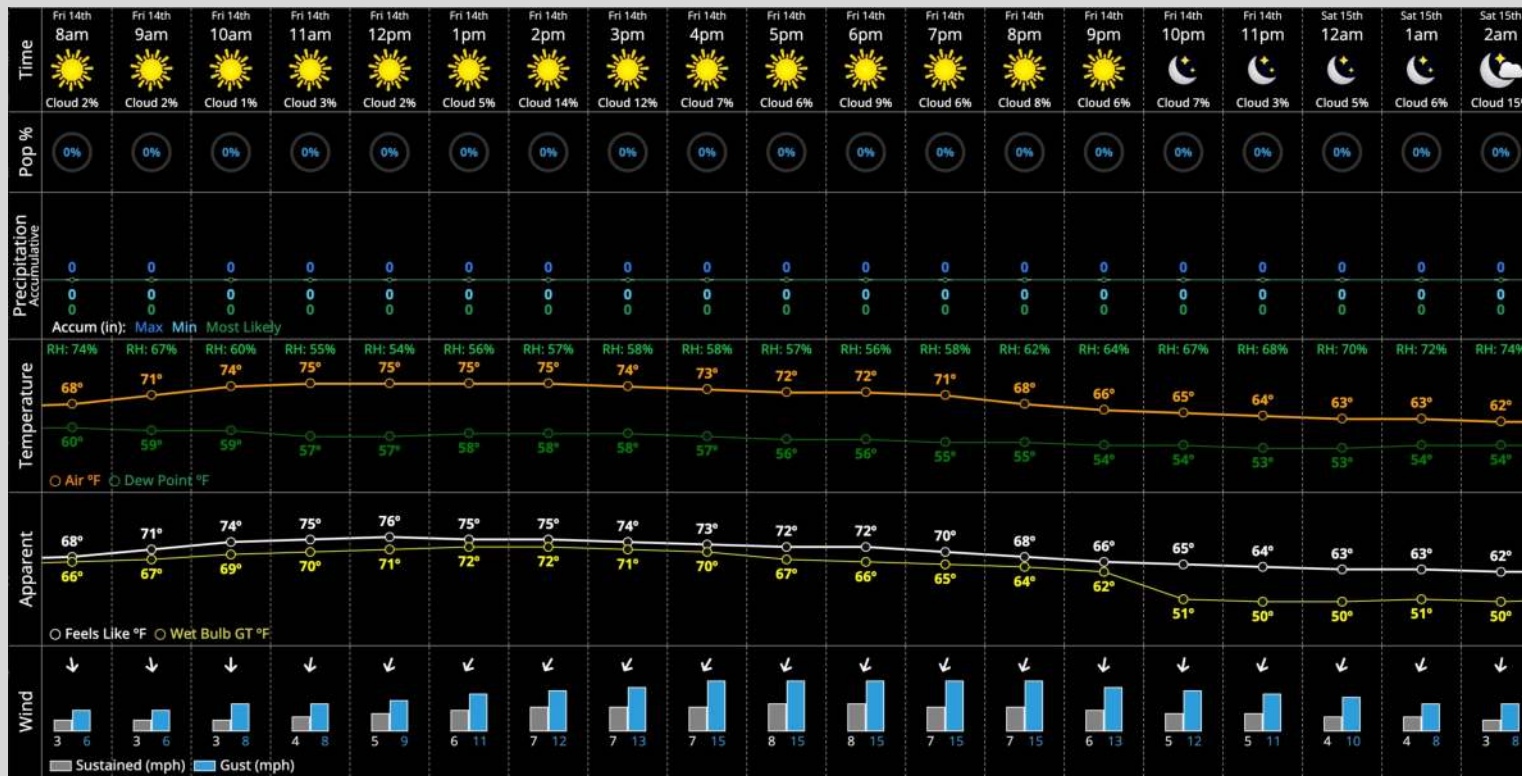 Time
Fri 14th Fri 14th Fri 14th Fri 14th Fri 14th Fri 14th Fri 14th Fri 14th Fri 14th Fri 14th Fri 14th Fri 14th Fri 14th Fri 14th Fri 14th Fri 14th Sat 15th Sat 15th Sat 15th
8am 9am 10am 11am 12pm 1pm 2pm 3pm 4pm 5pm 6pm 7pm 8pm 9pm 10pm 11pm 12am 1am 2am
Cloud 2% Cloud 2% Cloud 1% Cloud 3% Cloud 2% Cloud 5% Cloud 14% Cloud 12% Cloud 7% Cloud 6% Cloud 9% Cloud 6% Cloud 8% Cloud 6% Cloud 7% Cloud 3% Cloud 5% Cloud 6% Cloud 15%
Pop %
0% 0% 0% 0% 0% 0% 0% 0% 0% 0% 0% 0% 0% 0% 0% 0% 0% 0% 0%
Precipitation
Accumulative
0 0 0 0 0 0 0 0 0 0 0 0 0 0 0 0 0 0 0
0 0 0 0 0 0 0 0 0 0 0 0 0 0 0 0 0 0 0
0 0 0 0 0 0 0 0 0 0 0 0 0 0 0 0 0 0 0
Accum (in): Max Min Most Likely
Temperature
RH: 74% RH: 67% RH: 60% RH: 55% RH: 54% RH: 56% RH: 57% RH: 58% RH: 58% RH: 57% RH: 56% RH: 58% RH: 62% RH: 64% RH: 67% RH: 68% RH: 70% RH: 72% RH: 74%
68° 71° 74° 75° 75° 75° 75° 74° 73° 72° 72° 71° 68° 66° 65° 64° 63° 63° 62°
60° 59° 59° 57° 57° 58° 58° 58° 57° 56° 56° 55° 55° 54° 54° 53° 53° 54° 54°
Air ºF Dew Point ºF
Apparent
68° 71° 74° 75° 76° 75° 75° 74° 73° 72° 72° 70° 68° 66° 65° 64° 63° 63° 62°
66° 67° 69° 70° 71° 72° 72° 71° 70° 67° 66° 65° 64° 62° 51° 50° 50° 51° 50°
Feels Like ºF Wet Bulb GT ºF
Wind
3 6 3 6 3 8 4 8 5 9 6 11 7 12 7 13 7 15 8 15 8 15 7 15 7 15 6 13 5 12 5 11 4 10 4 8 3 8
Sustained (mph) Gust (mph)